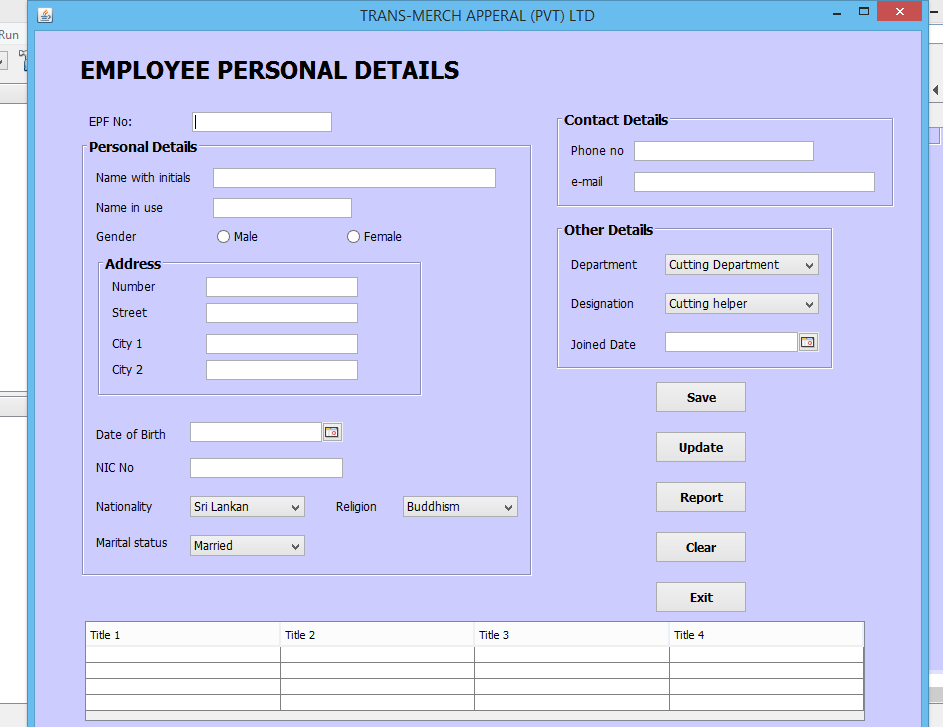 TRANS-MERCH APPERAL (PVT) LTD
Run
EMPLOYEE PERSONAL DETAILS
EPF No:
Personal Details
Name with initials
Name in use
Gender
Male
Female
Address
Number
Street
City 1
City 2
Date of Birth
NIC No
Nationality
Sri Lankan
Religion
Buddhism
Marital status
Married
Contact Details
Phone no
e-mail
Other Details
Department
Cutting Department
Designation
Cutting helper
Joined Date
Save
Update
Report
Clear
Exit
Title 1
Title 2
Title 3
Title 4